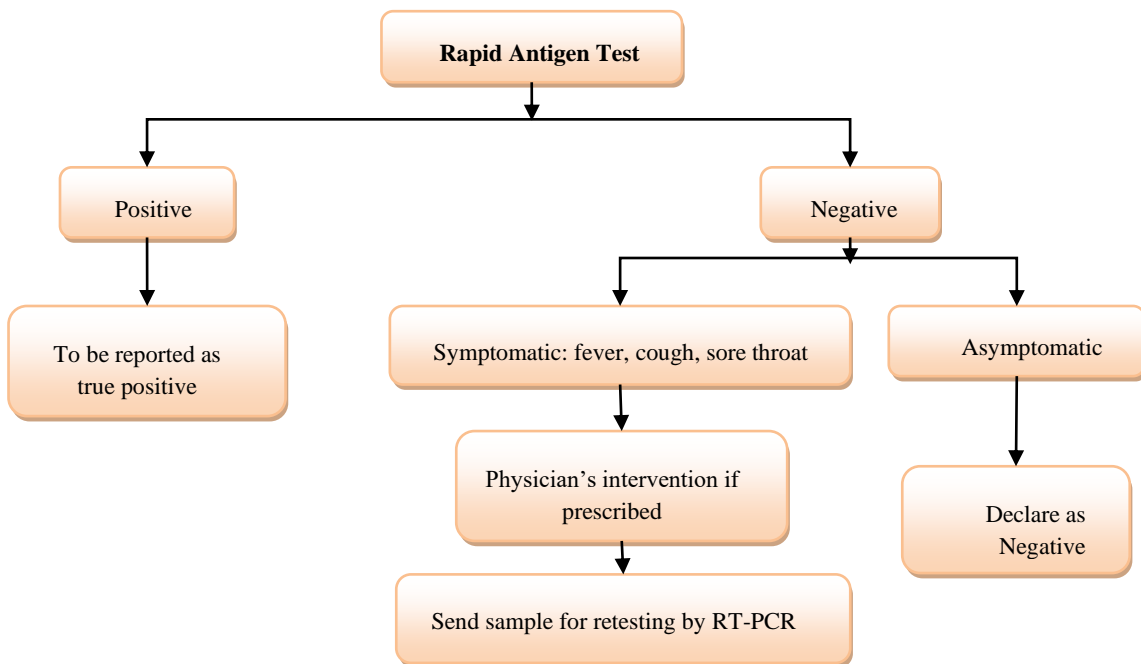 Rapid Antigen Test
Positive
Negative
To be reported as
true positive
Symptomatic: fever, cough, sore throat
Asymptomatic
Physician’s intervention if
prescribed
Declare as
Negative
Send sample for retesting by RT-PCR